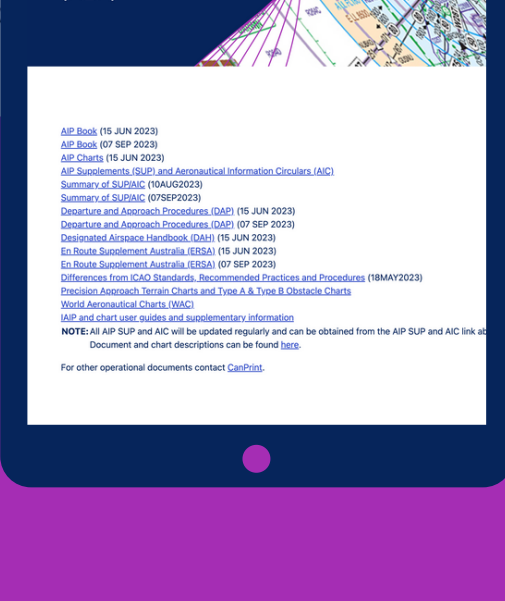 AIP Book (15 JUN 2023)
AIP Book (07 SEP 2023)
AIP Charts (15 JUN 2023)
AIP Supplements (SUP) and Aeronautical Information Circulars (AIC)
Summary of SUP/AIC (10AUG2023)
Summary of SUP/AIC (07SEP2023)
Departure and Approach Procedures (DAP) (15 JUN 2023)
Departure and Approach Procedures (DAP) (07 SEP 2023)
Designated Airspace Handbook (DAH) (15 JUN 2023)
En Route Supplement Australia (ERSA) (15 JUN 2023)
En Route Supplement Australia (ERSA) (07 SEP 2023)
Differences from ICAO Standards, Recommended Practices and Procedures (18MAY2023)
Precision Approach Terrain Charts and Type A & Type B Obstacle Charts
World Aeronautical Charts (WAC)
IAIP and chart user guides and supplementary information
NOTE: All AIP SUP and AIC will be updated regularly and can be obtained from the AIP SUP and AIC link
Document and chart descriptions can be found here.
For other operational documents contact CanPrint.